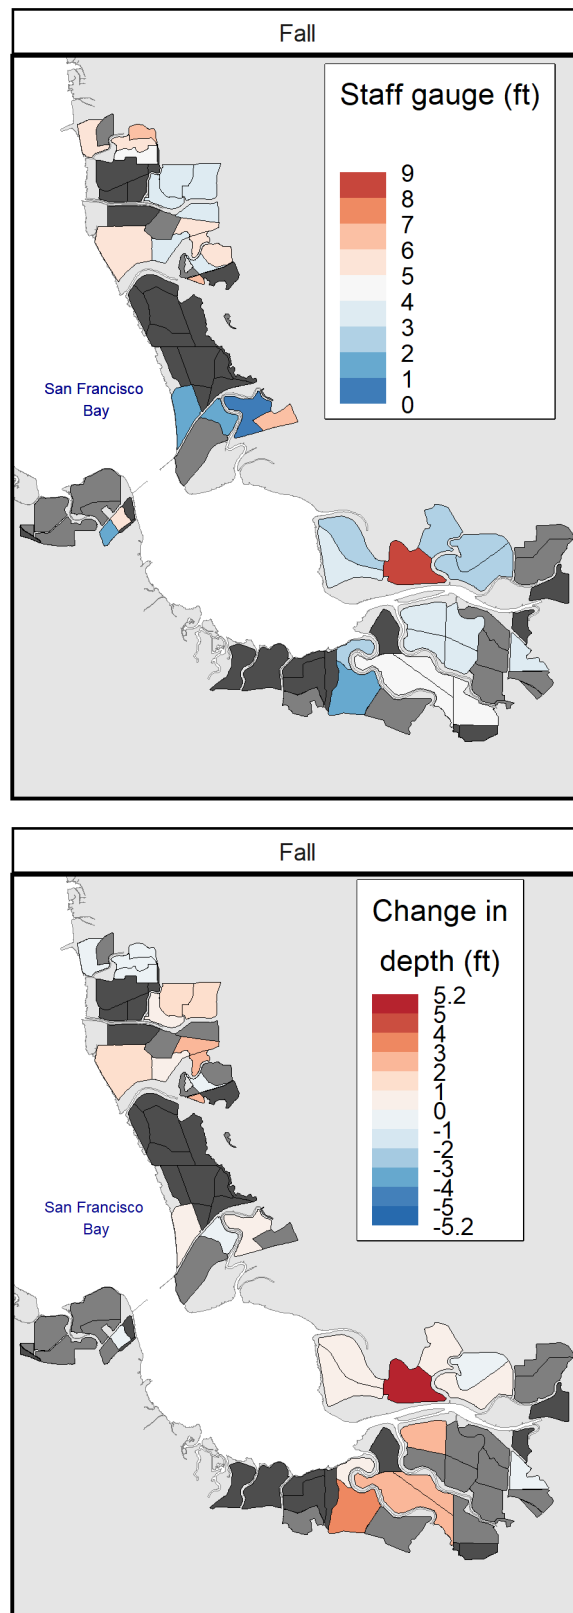 Fall
Staff gauge (ft)
9
8
7
6
5
4
3
2
1
0
San Francisco
Bay
Fall
Change in
depth (ft)
5.2
5
4
3
2
1
0
-1
-2
-3
-4
-5
-5.2
San Francisco
Bay